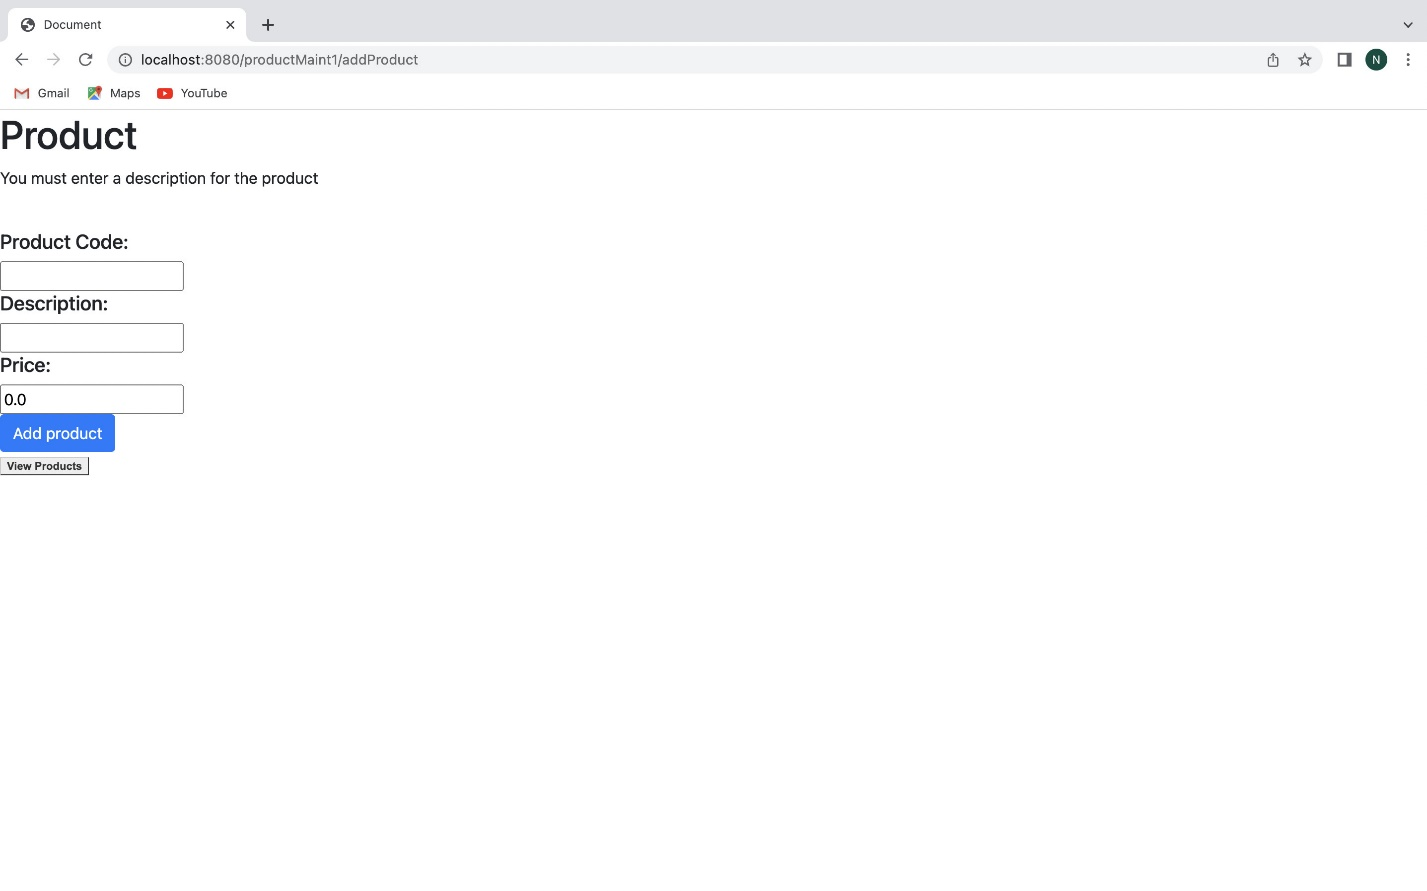 Document
localhost:8080/productMaint1/addProduct
N
Gmail Maps YouTube
Product
You must enter a description for the product
Product Code:
Description:
Price:
0.0
Add product
View Products